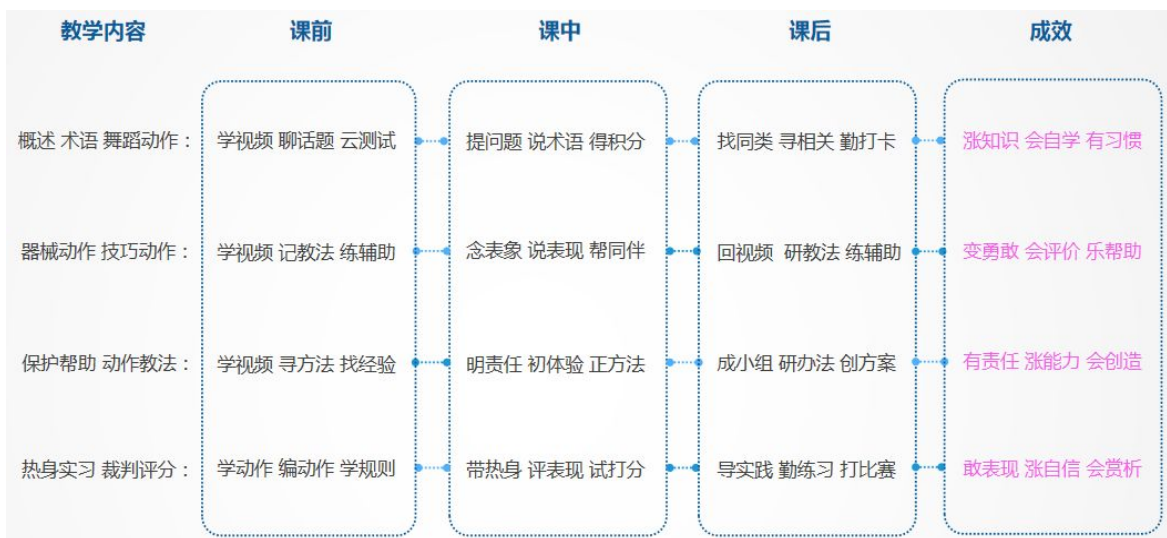 教学内容 课前 课中 课后 成效
概述 术语 舞蹈动作： 学视频 聊话题 云测试 提问题 说术语 得积分 找同类 寻相关 勤打卡 涨知识 会自学 有习惯
器械动作 技巧动作： 学视频 记教法 练辅助 念表象 说表现 帮同伴 回视频 研教法 练辅助 变勇敢 会评价 乐帮助
保护帮助 动作教法： 学视频 寻方法 找经验 明责任 初体验 正方法 成小组 研办法 创方案 有责任 涨能力 会创造
热身实习 裁判评分： 学动作 编动作 学规则 带热身 评表现 试打分 导实践 勤练习 打比赛 敢表现 涨自信 会赏析